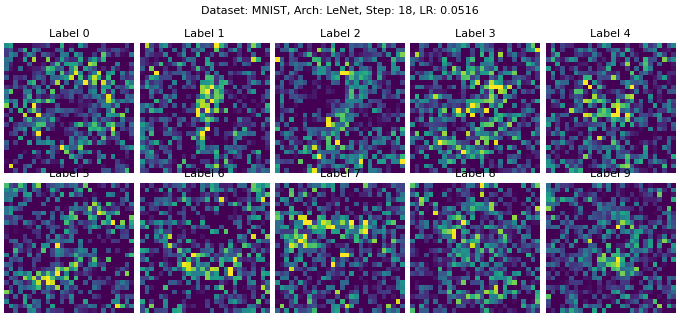 Dataset: MNIST, Arch: LeNet, Step: 18, LR: 0.0516
Label 0 Label 1 Label 2 Label 3 Label 4
Label 5 Label 6 Label 7 Label 8 Label 9